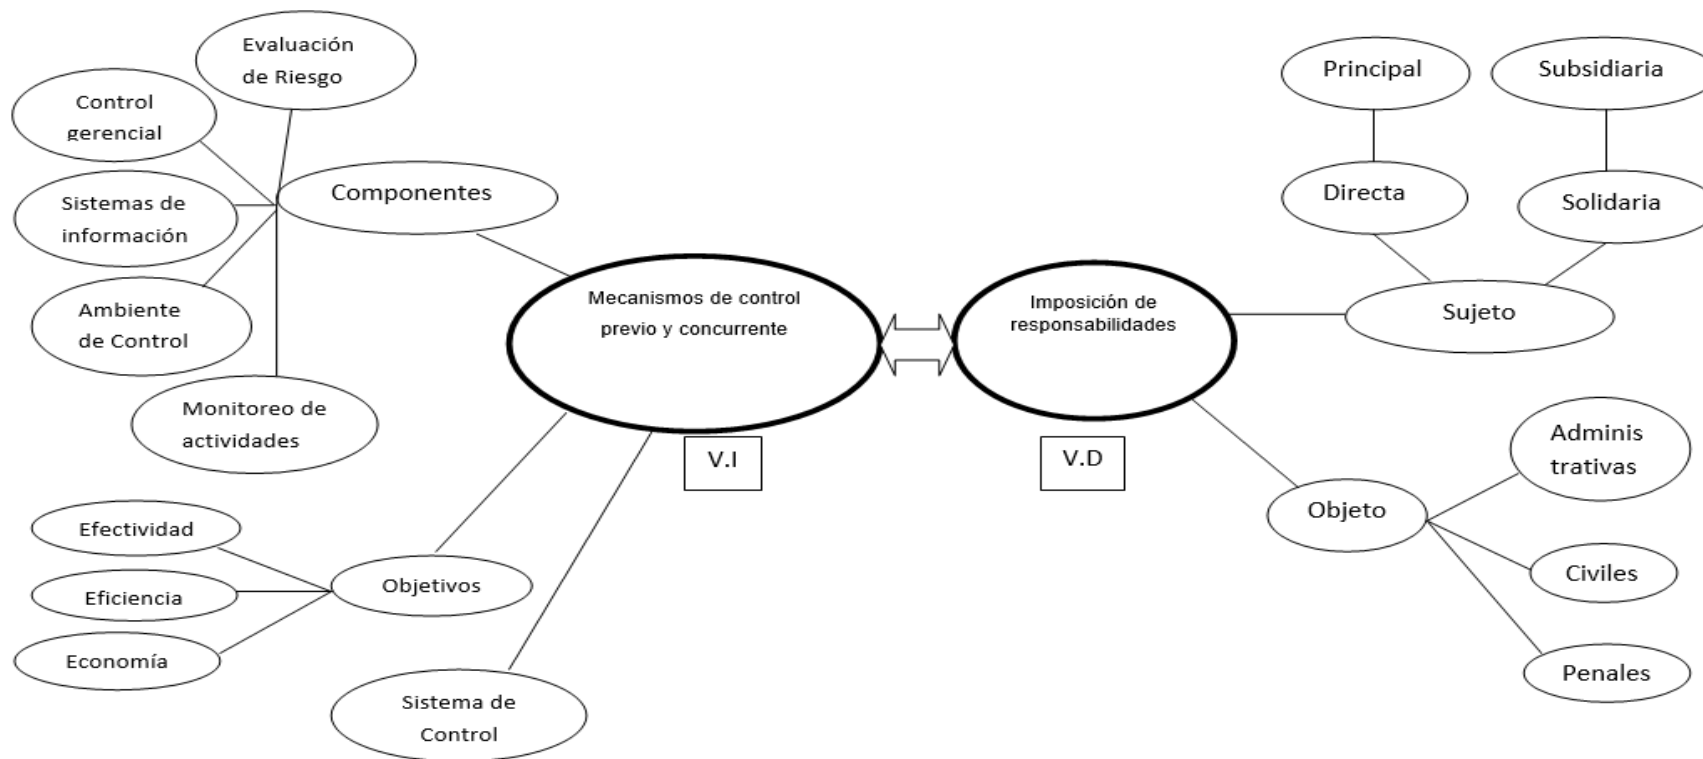 Evaluación
de Riesgo
Control
gerencial
Sistemas de
información
Ambiente
de Control
Monitoreo de
actividades
Componentes
Mecanismos de control
previo y concurrente
V.I
Efectividad
Eficiencia
Economía
Objetivos
Sistema de
Control
Imposición de
responsabilidades
V.D
Principal
Subsidiaria
Directa
Solidaria
Sujeto
Objeto
Adminis
trativas
Civiles
Penales